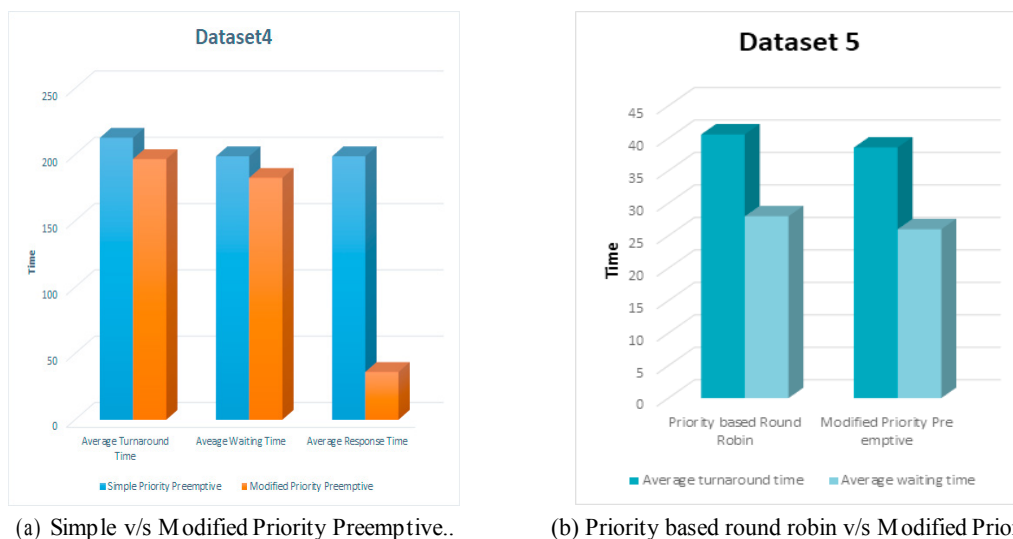 Dataset4
250
200
150
100
50
0
Time
Average Turnaround
Time
Aveage Waiting Time
Average Response Time
Simple Priority Preemptive
Modified Priority Preemptive
(a) Simple v/s Modified Priority Preemptive..
Dataset 5
45
40
35
30
25
20
15
10
5
0
Time
Priority based Round
Robin
Modified Priority Pre
emptive
Average turnaround time
Average waiting time
(b) Priority based round robin v/s Modified Prio